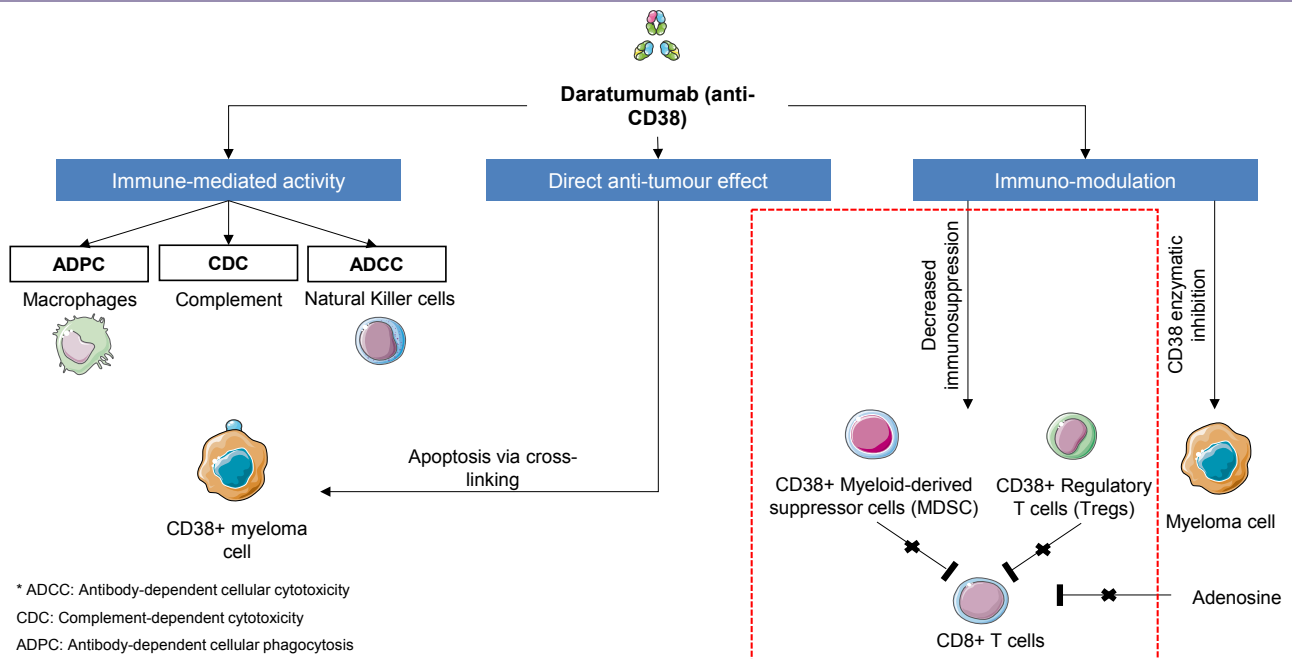 Daratumumab (anti-
CD38)
Immune-mediated activity
Direct anti-tumour effect
Immuno-modulation
ADPC
CDC
ADCC
Macrophages
Complement
Natural Killer cells
Decreased
immunosuppression
CD38 enzymatic
inhibition
Apoptosis via cross-
linking
CD38+ myeloma
cell
CD38+ Myeloid-derived
suppressor cells (MDSC)
CD38+ Regulatory
T cells (Tregs)
Myeloma cell
Adenosine
CD8+ T cells
* ADCC: Antibody-dependent cellular cytotoxicity
CDC: Complement-dependent cytotoxicity
ADPC: Antibody-dependent cellular phagocytosis